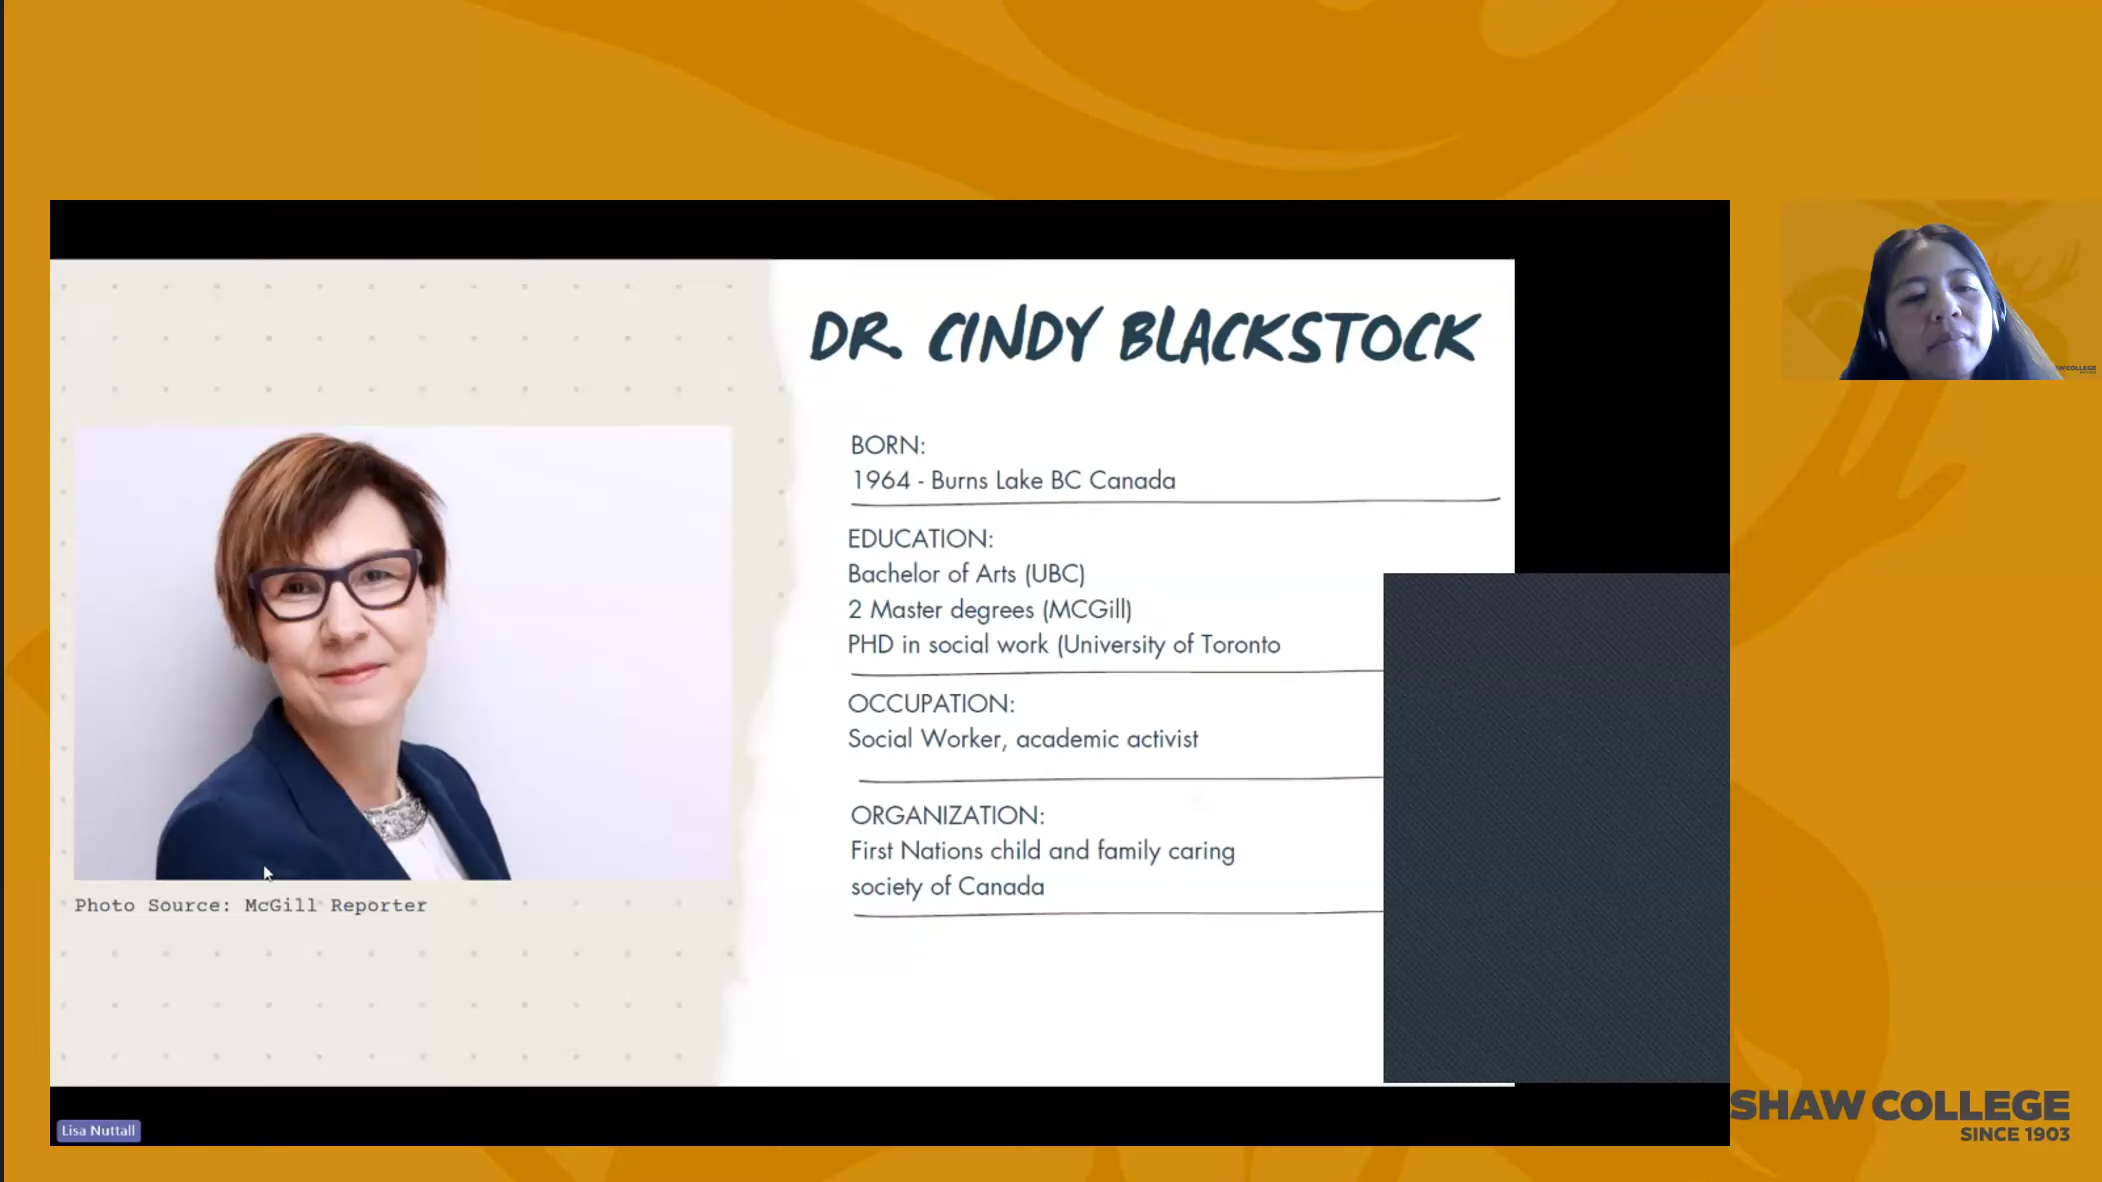 DR. CINDY BLACKSTOCK
BORN:
1964 - Burns Lake BC Canada
EDUCATION:
Bachelor of Arts (UBC)
2 Master degrees (MCGill)
PHD in social work (University of Toronto
OCCUPATION:
Social Worker, academic activist
ORGANIZATION:
First Nations child and family caring
society of Canada
Photo Source: McGill Reporter
Lisa Nuttall
W COLLEGE
SHAW COLLEGE
SINCE 1903